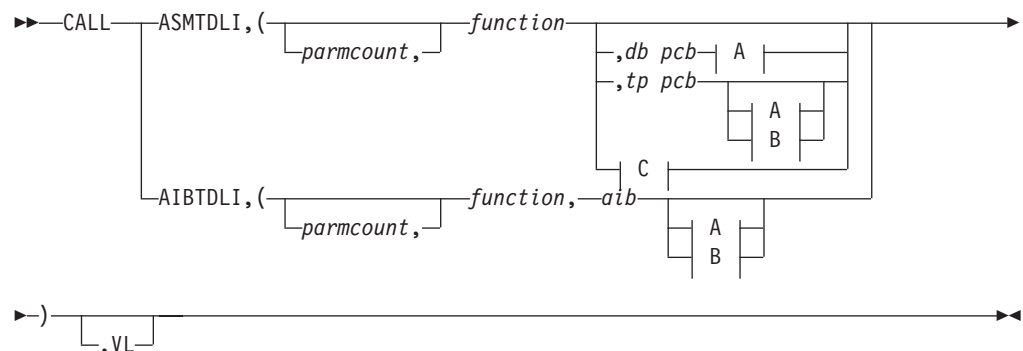 CALL ASMTDLI,( parmcount, function
,db pcb A
,tp pcb
A
B
C
AIBTDLI,( parmcount, function, aib
A
B
) ,VL